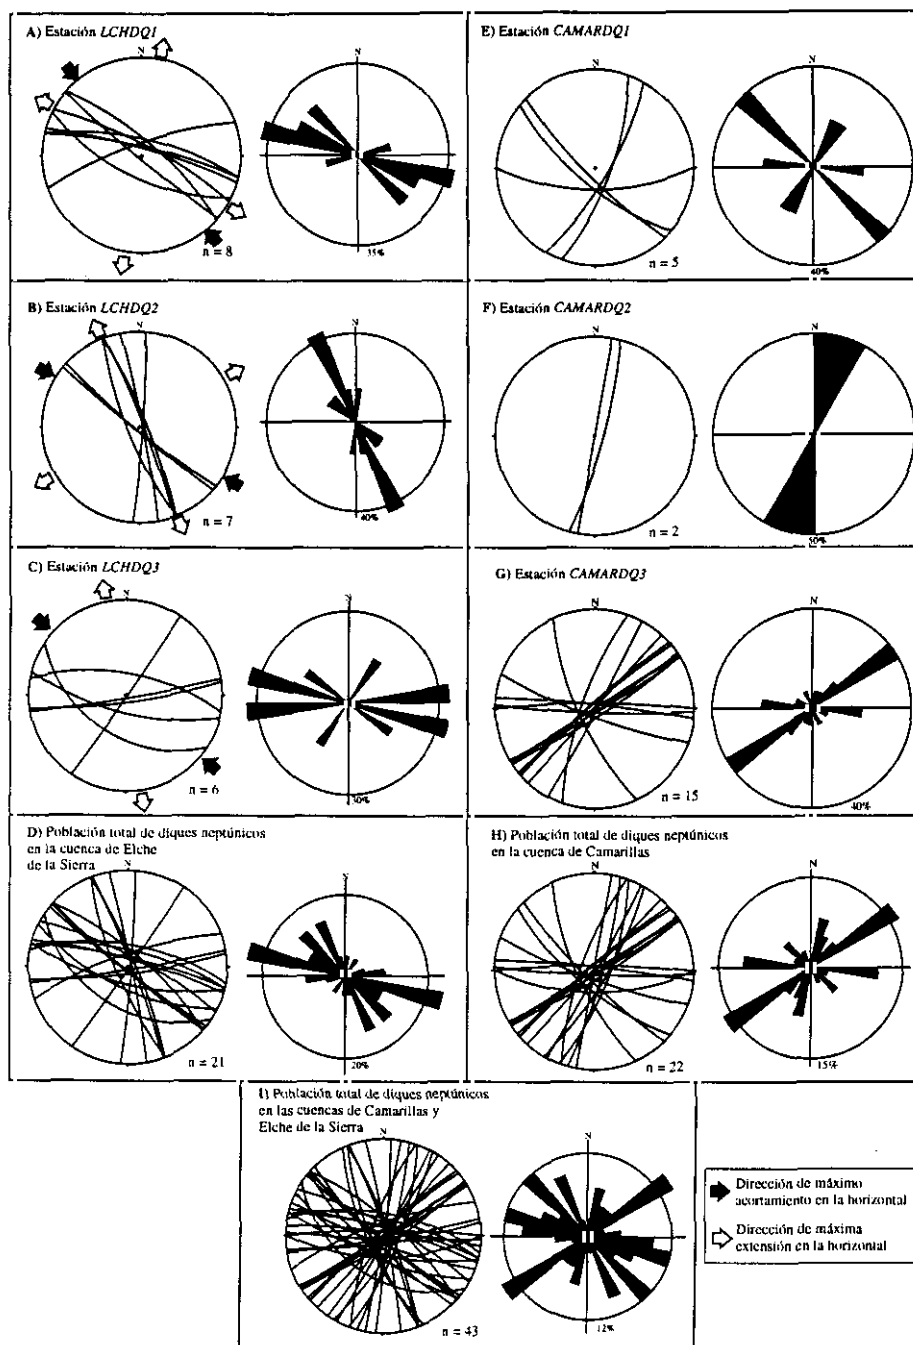 A) Estación LCHDQ1
N
n = 8
35%
B) Estación LCHDQ2
N
n = 7
40%
C) Estación LCHDQ3
N
n = 6
30%
D) Población total de diques neptúnicos
en la cuenca de Elche
de la Sierra
N
n = 21
20%
E) Estación CAMARDQ1
N
n = 5
40%
F) Estación CAMARDQ2
N
n = 2
50%
G) Estación CAMARDQ3
N
N
n = 15
40%
H) Población total de diques neptúnicos
en la cuenca de Camarillas
N
N
n = 22
15%
I) Población total de diques neptúnicos
en las cuencas de Camarillas y
Elche de la Sierra
N
N
n = 43
12%
Dirección de máximo
acortamiento en la horizontal
Dirección de máxima
extensión en la horizontal